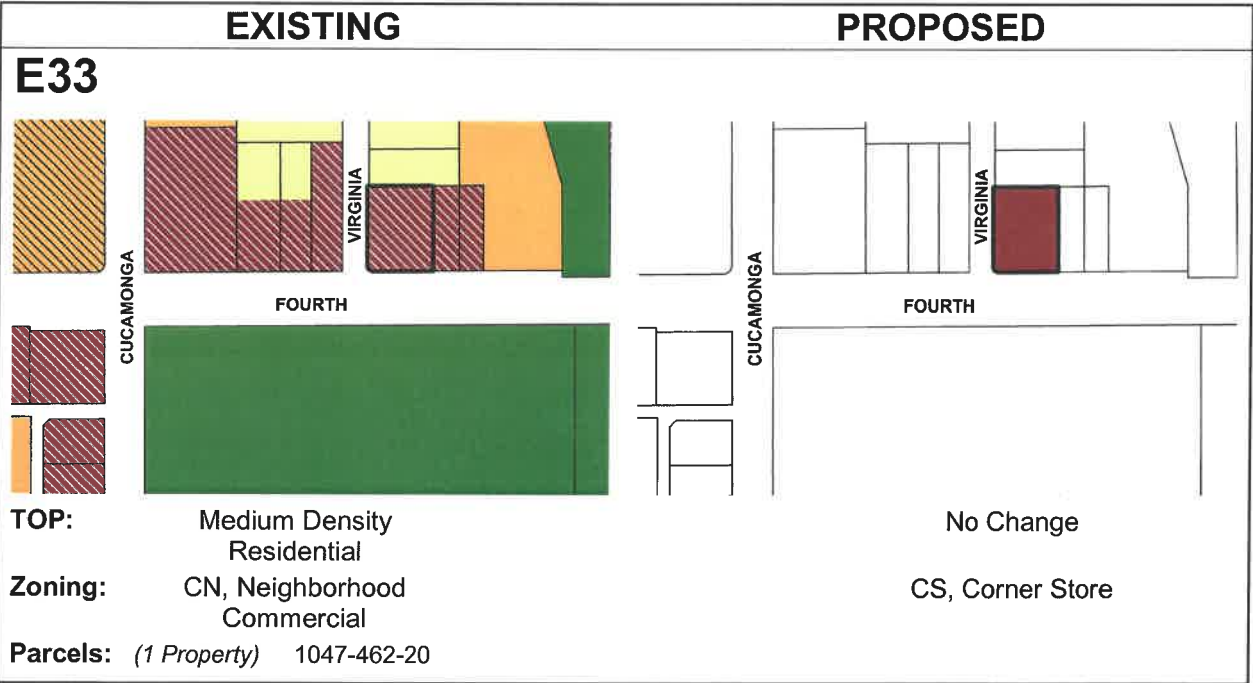 EXISTING
PROPOSED
E33
VIRGINIA
CUCAMONGA
FOURTH
VIRGINIA
CUCAMONGA
FOURTH
TOP:
Medium Density
Residential
No Change
Zoning:
CN, Neighborhood
Commercial
CS, Corner Store
Parcels: (1 Property) 1047-462-20